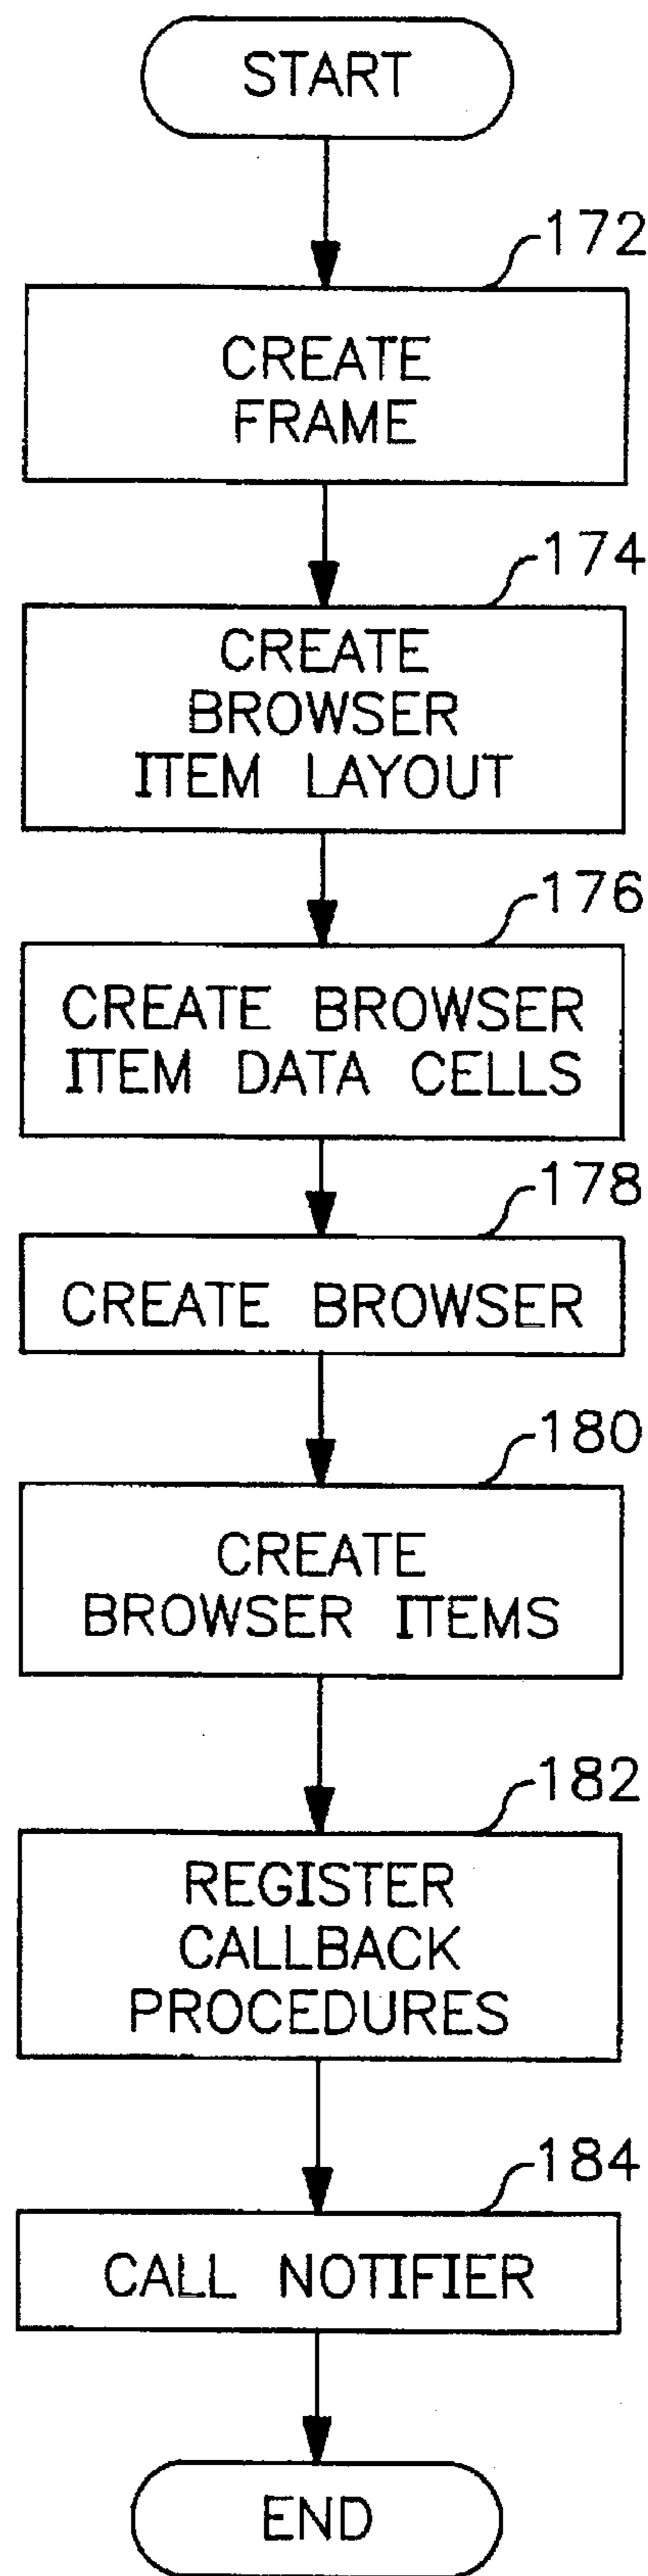 START
172
CREATE
FRAME
174
CREATE
BROWSER
ITEM LAYOUT
176
CREATE BROWSER
ITEM DATA CELLS
178
CREATE BROWSER
180
CREATE
BROWSER ITEMS
182
REGISTER
CALLBACK
PROCEDURES
184
CALL NOTIFIER
END